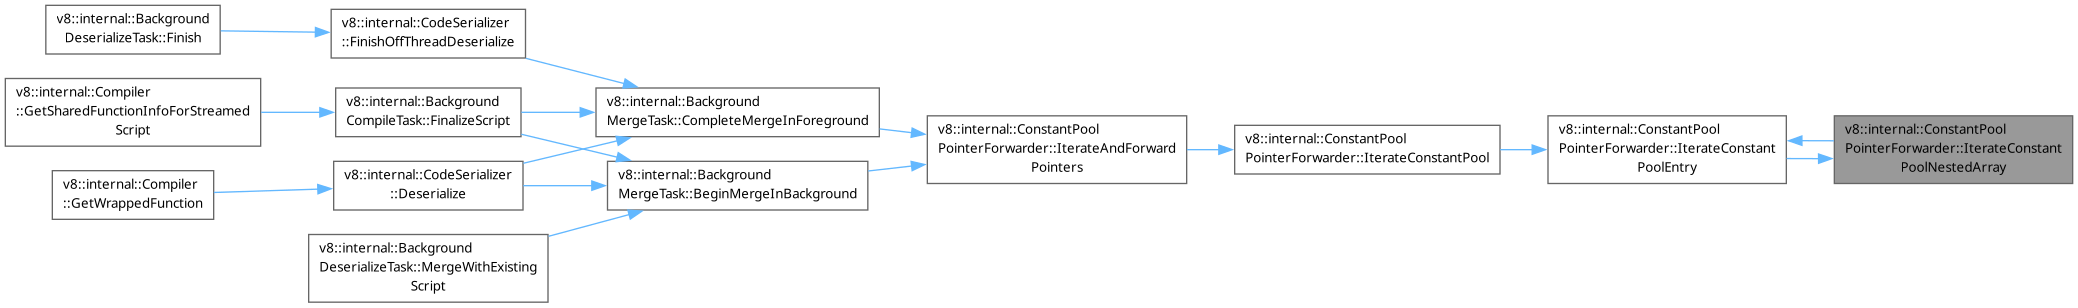 v8::internal::Background
DeserializeTask::Finish
v8::internal::Compiler
::GetSharedFunctionInfoForStreamed
Script
v8::internal::Compiler
::GetWrappedFunction
v8::internal::CodeSerializer
::FinishOffThreadDeserialize
v8::internal::Background
CompileTask::FinalizeScript
v8::internal::CodeSerializer
::Deserialize
v8::internal::Background
DeserializeTask::MergeWithExisting
Script
v8::internal::Background
MergeTask::CompleteMergeInForeground
v8::internal::Background
MergeTask::BeginMergeInBackground
v8::internal::ConstantPool
PointerForwarder::IterateAndForward
Pointers
v8::internal::ConstantPool
PointerForwarder::IterateConstantPool
v8::internal::ConstantPool
PointerForwarder::IterateConstant
PoolEntry
v8::internal::ConstantPool
PointerForwarder::IterateConstant
PoolNestedArray